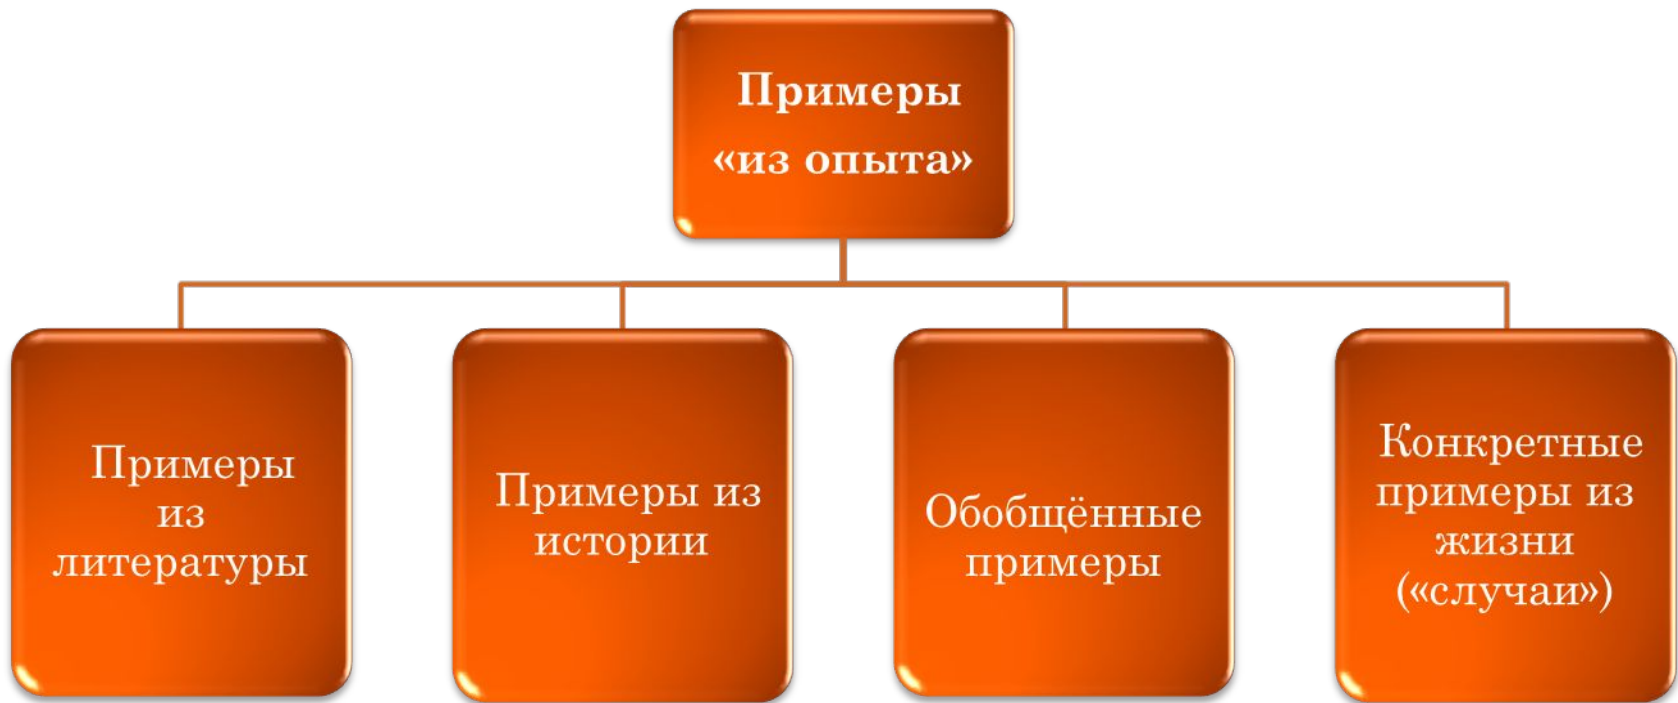 Примеры
«из опыта»
Примеры
из
литературы
Примеры из
истории
Обобщённые
примеры
Конкретные
примеры из
жизни
(«случаи»)